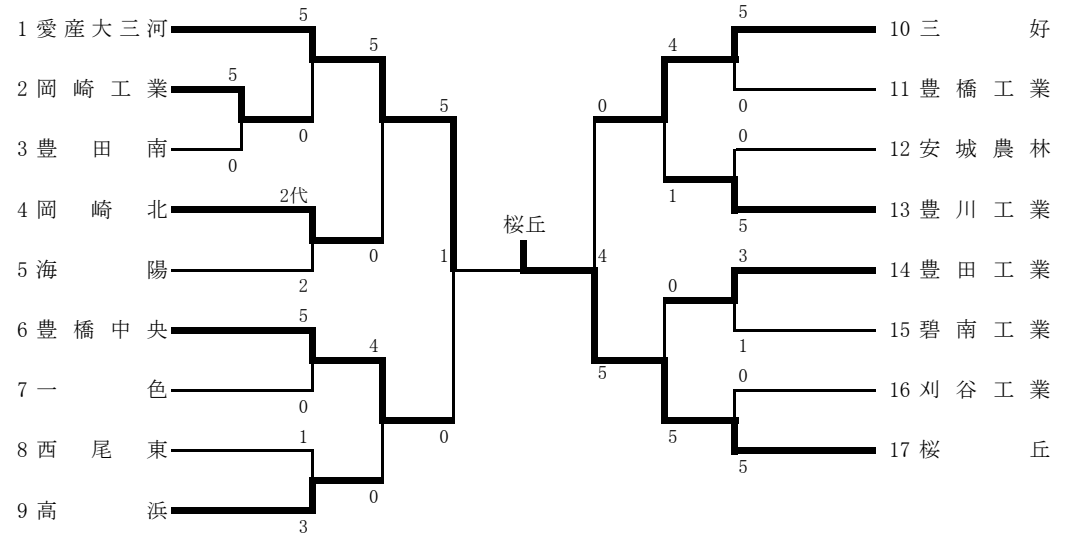 1 愛産大三河
2 岡崎工業
3 豊田南
4 岡崎北
5 海陽
6 豊橋中央
7 一色
8 西尾東
9 高浜
5
5
0
0
2代
2
5
0
1
3
5
0
4
0
5
0
1
桜丘
4
0
5
4
1
0
5
5
0
0
5
3
1
0
5
10 三好
11 豊橋工業
12 安城農林
13 豊川工業
14 豊田工業
15 碧南工業
16 刈谷工業
17 桜丘